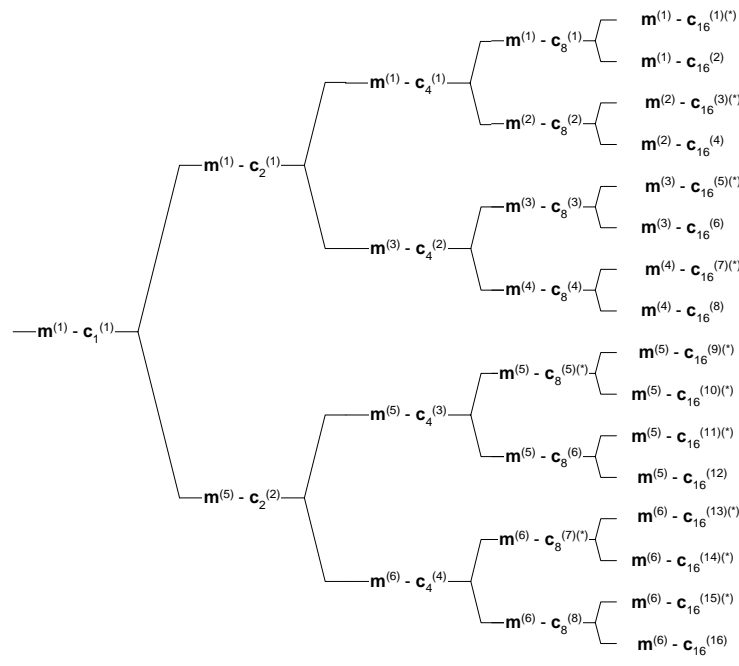 m(1) - c16(1)(*)
m(1) - c8(1)
m(1) - c16(2)
m(1) - c4(1)
m(2) - c16(3)(*)
m(2) - c8(2)
m(2) - c16(4)
m(1) - c2(1)
m(3) - c16(5)(*)
m(3) - c8(3)
m(3) - c16(6)
m(3) - c4(2)
m(4) - c16(7)(*)
m(4) - c8(4)
m(4) - c16(8)
m(1) - c1(1)
m(5) - c16(9)(*)
m(5) - c8(5)(*)
m(5) - c16(10)(*)
m(5) - c4(3)
m(5) - c16(11)(*)
m(5) - c8(6)
m(5) - c16(12)
m(5) - c2(2)
m(6) - c16(13)(*)
m(6) - c8(7)(*)
m(6) - c16(14)(*)
m(6) - c4(4)
m(6) - c16(15)(*)
m(6) - c8(8)
m(6) - c16(16)